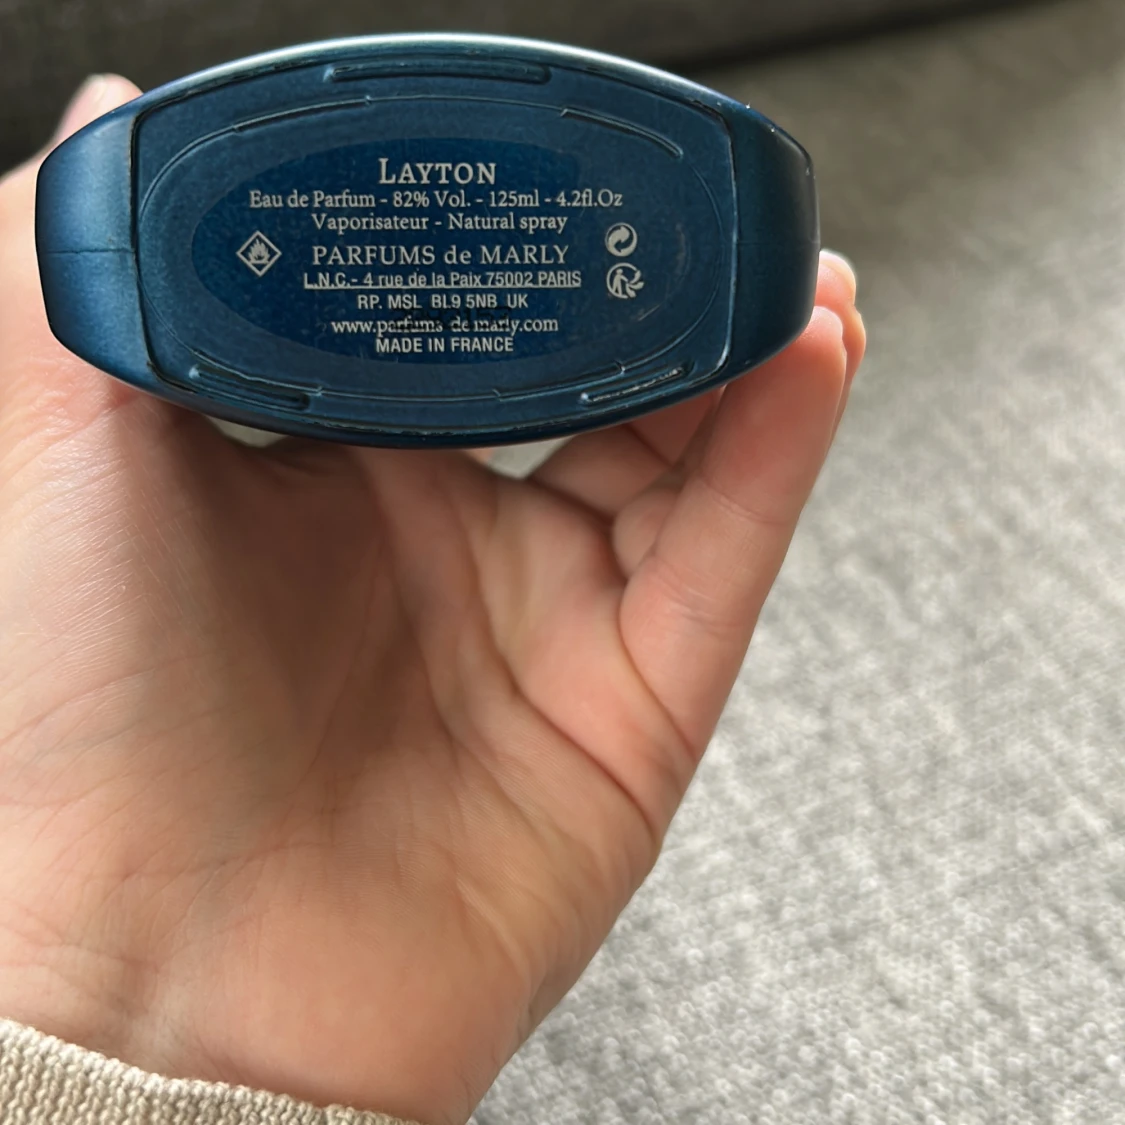 LAYTON
Eau de Parfum - 82% Vol. - 125ml - 4.2fl.Oz
Vaporisateur - Natural spray
PARFUMS de MARLY
L.N.C.- 4 rue de la Paix 75002 PARIS
RP. MSL BL9 5NB UK
www.parfums de marly.com
MADE IN FRANCE